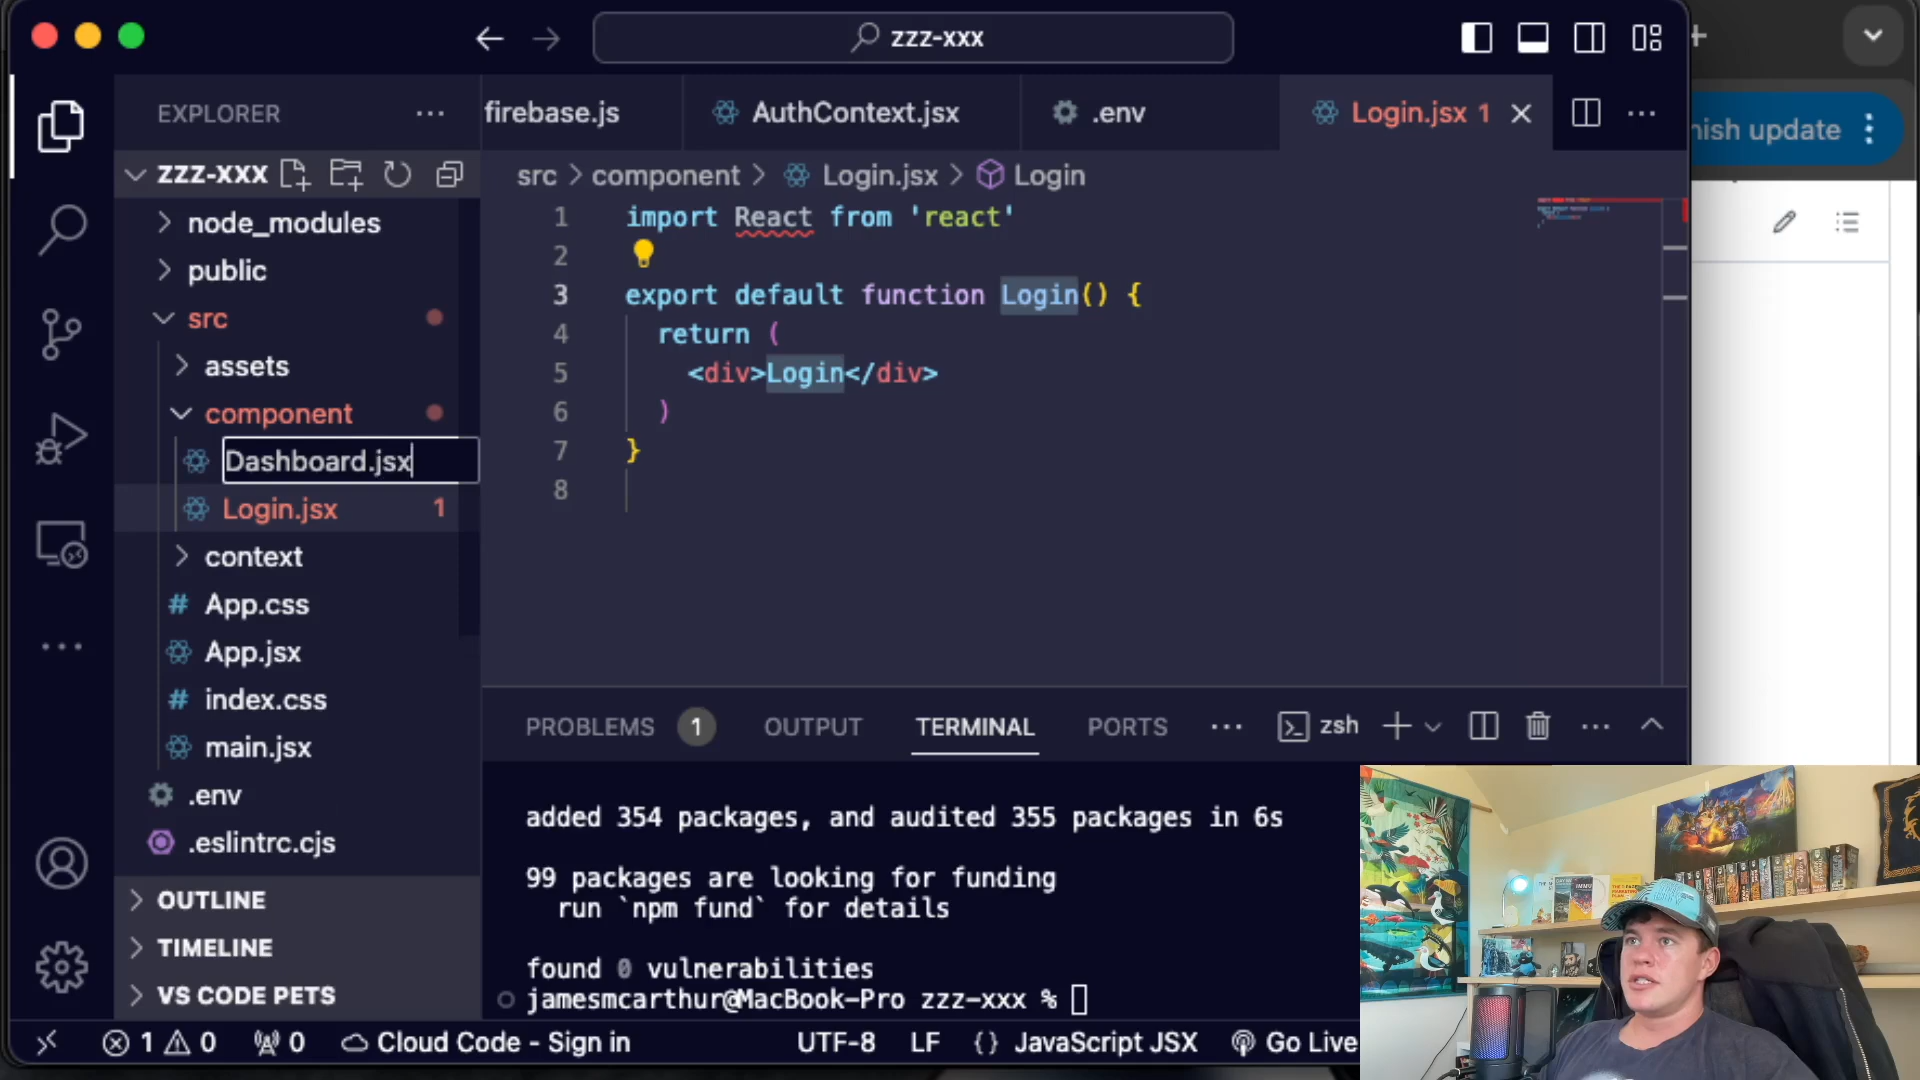 zzz-xxx
EXPLORER
firebase.js
AuthContext.jsx
.env
Login.jsx 1
nish update
ZZZ-XXX
src
component
Login.jsx
Login
node_modules
public
src
assets
component
Dashboard.jsx
Login.jsx 1
context
App.css
App.jsx
index.css
main.jsx
.env
.eslintrc.cjs
OUTLINE
TIMELINE
VS CODE PETS
1 import React from 'react'
2
3 export default function Login() {
4 return (
5 <div>Login</div>
6 )
7 }
8
PROBLEMS 1 OUTPUT TERMINAL PORTS
zsh
added 354 packages, and audited 355 packages in 6s
99 packages are looking for funding
run `npm fund` for details
found 0 vulnerabilities
jamesmcarthur@MacBook-Pro zzz-xxx %
1 0 0 Cloud Code - Sign in UTF-8 LF {} JavaScript JSX Go Live